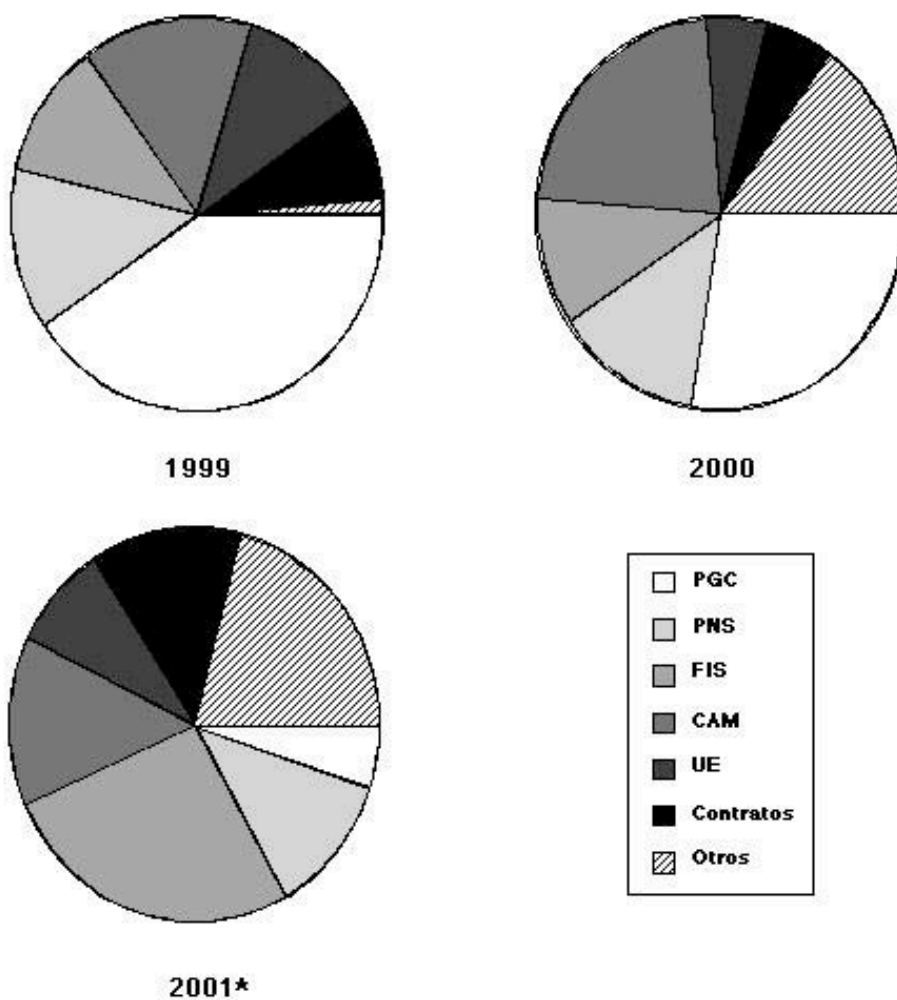 1999
2000
PGC
PNS
FIS
CAM
UE
Contratos
Otros
2001*